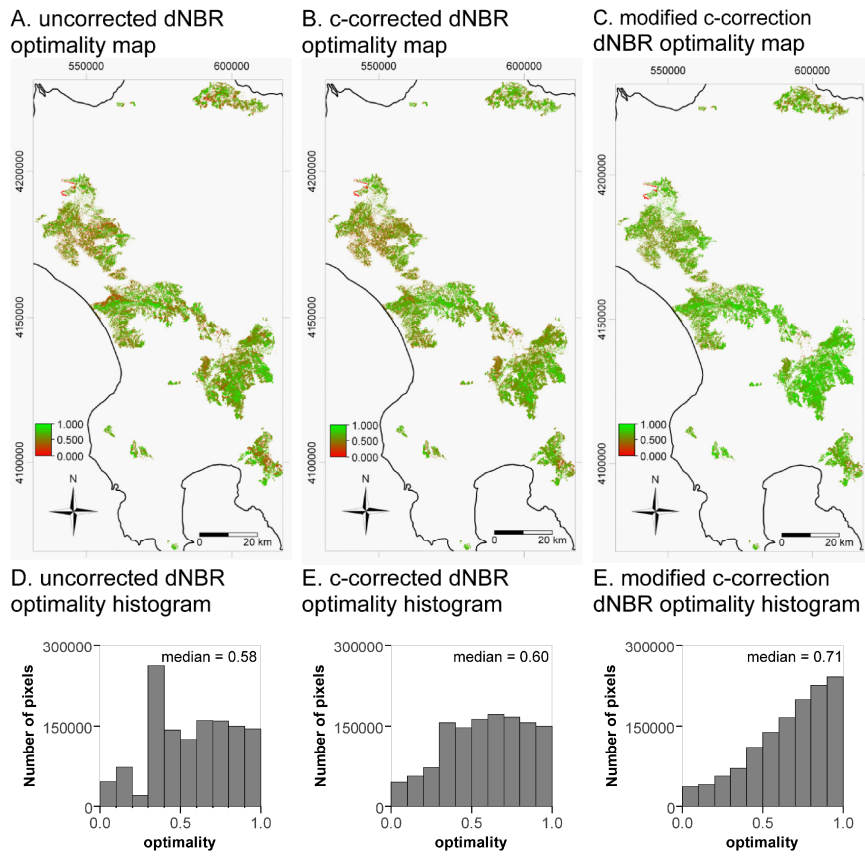 A. uncorrected dNBR
optimality map
550000 600000
4200000
4150000
4100000
1.000
0.500
0.000
N
0 20 km
B. c-corrected dNBR
optimality map
550000 600000
1.000
0.500
0.000
N
0 20 km
C. modified c-correction
dNBR optimality map
550000 600000
4200000
4150000
4100000
1.000
0.500
0.000
N
0 20 km
D. uncorrected dNBR
optimality histogram
300000
median = 0.58
Number of pixels
150000
0
0.0 0.5 1.0
optimality
E. c-corrected dNBR
optimality histogram
300000
median = 0.60
Number of pixels
150000
0
0.0 0.5 1.0
optimality
E. modified c-correction
dNBR optimality histogram
300000
median = 0.71
Number of pixels
150000
0
0.0 0.5 1.0
optimality